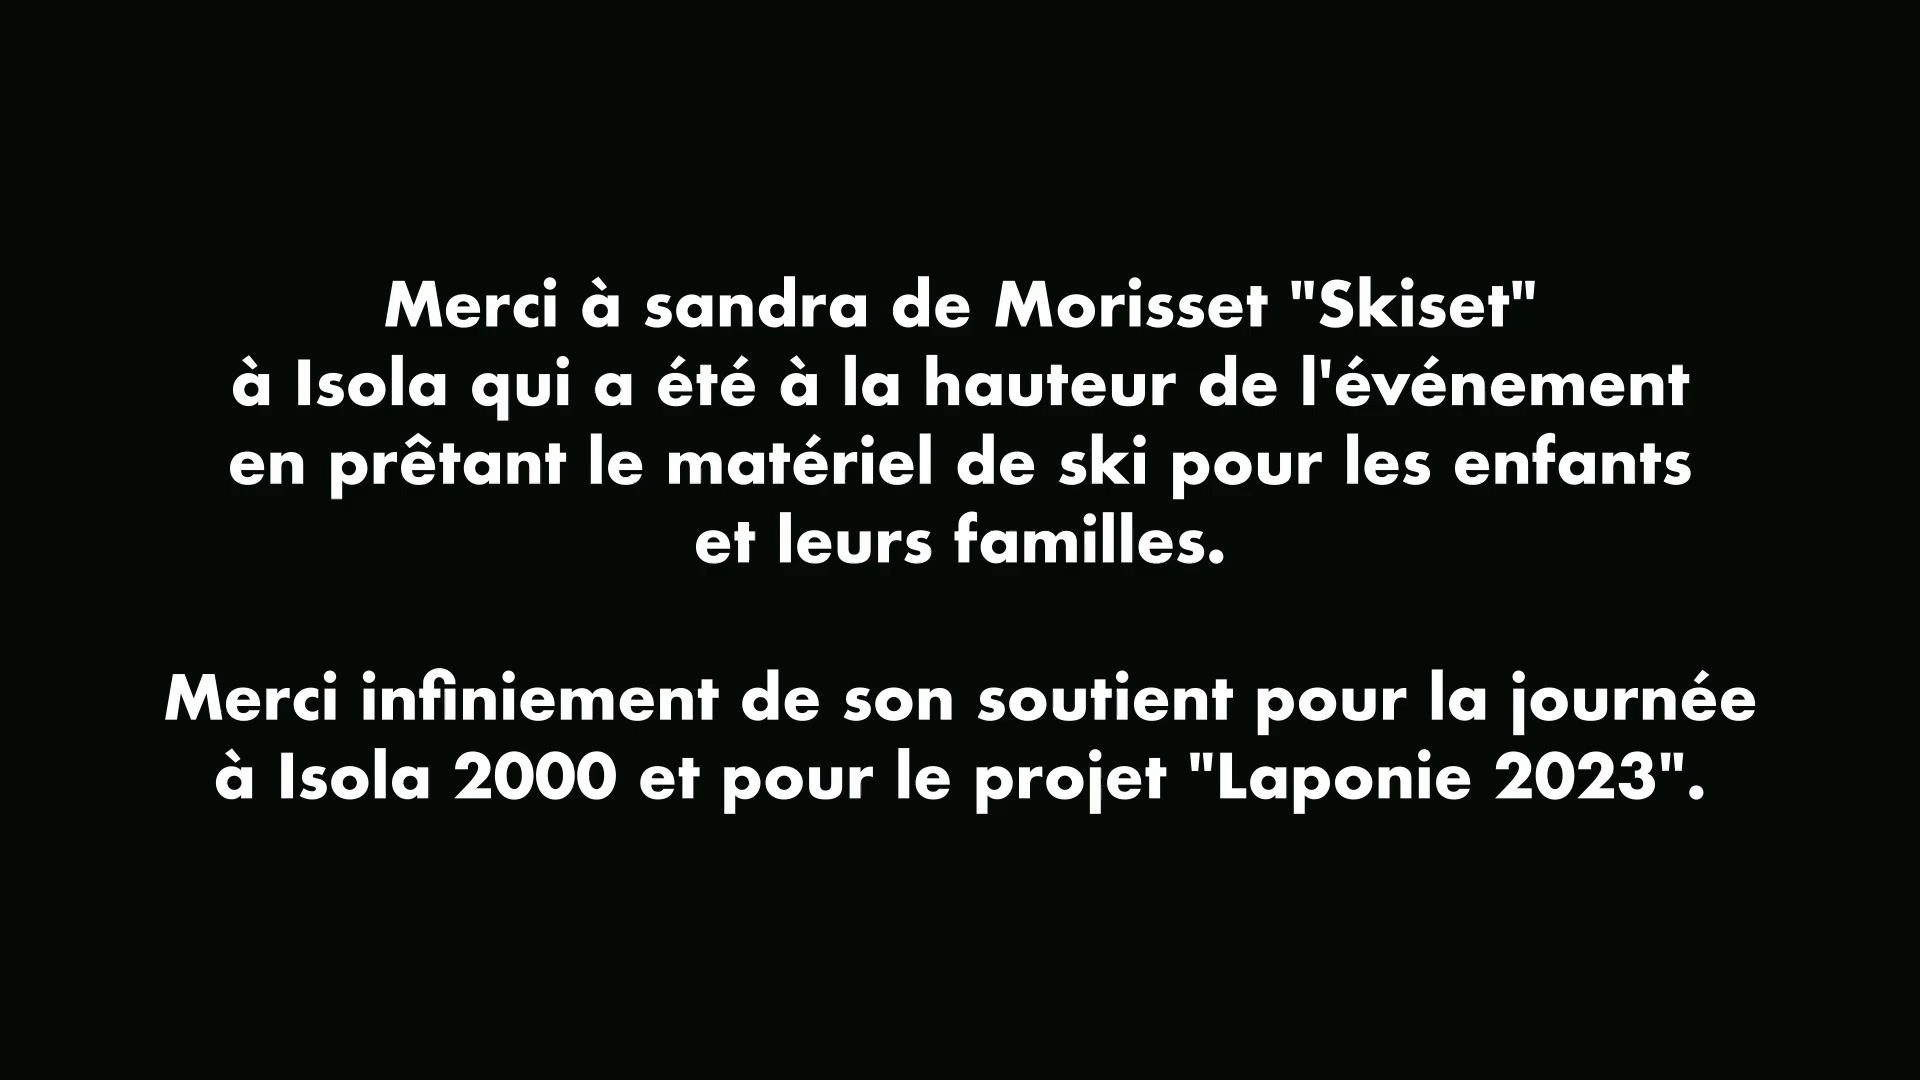 Merci à sandra de Morisset "Skiset"
à Isola qui a été à la hauteur de l'événement
en prêtant le matériel de ski pour les enfants
et leurs familles.
Merci infiniement de son soutient pour la journée
à Isola 2000 et pour le projet "Laponie 2023".